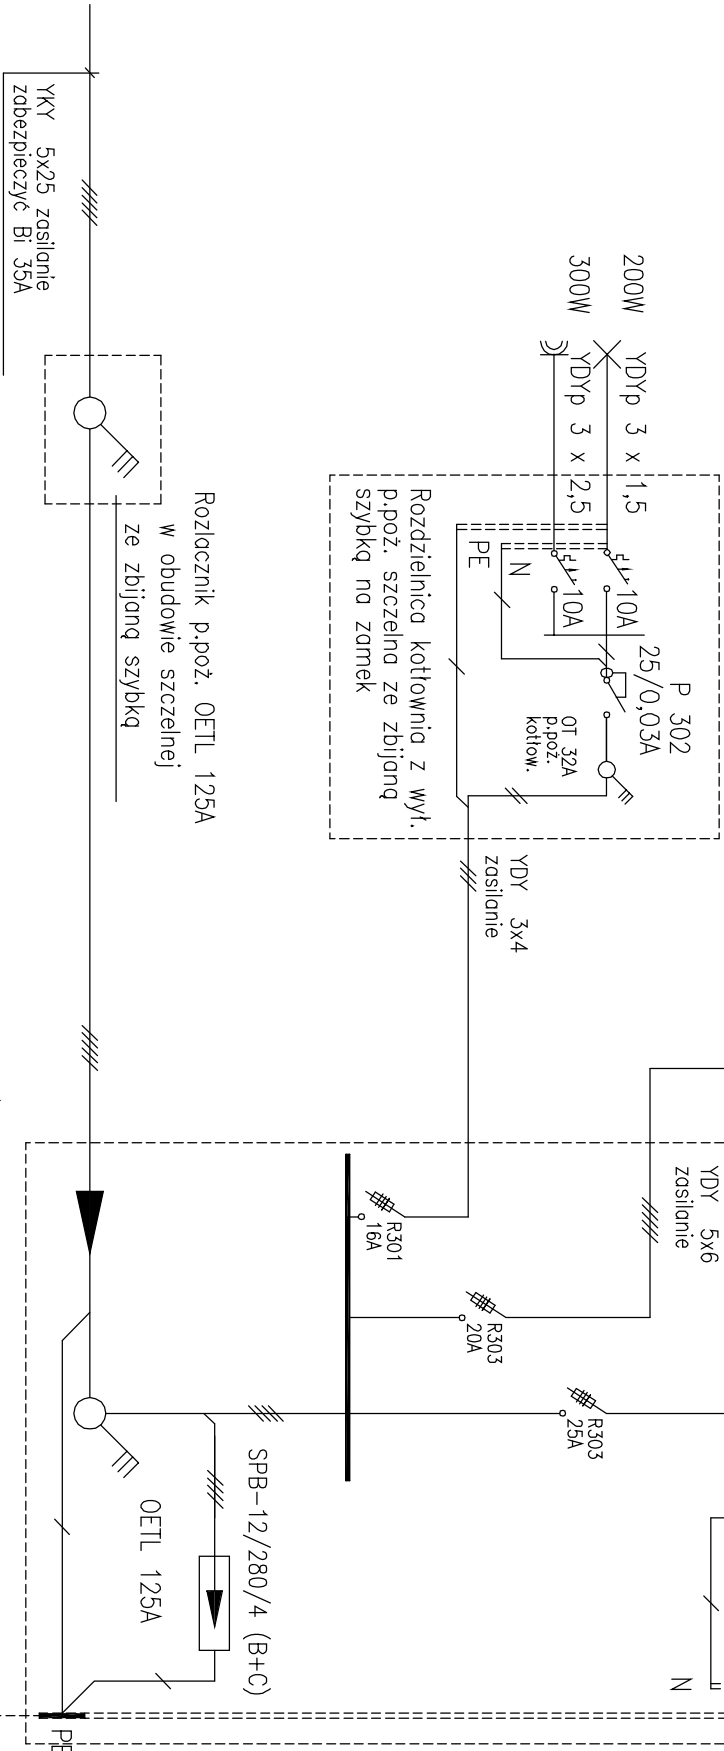 YKY 5x25 zasilanie
zabezpieczyć Bi 35A
Rozlacznik p.poż. OETL 125A
w obudowie szczelnej
ze zbijaną szybką
200W
300W
YDYp 3 x 1,5
YDYp 3 x 2,5
10A
10A
N
PE
P 302
25/0,03A
OT 32A
p.poż.
kotłow.
Rozdzielnica kotłownia z wył.
p.poż. szczelna ze zbijaną
szybką na zamek
YDY 3x4
zasilanie
YDY 5x6
zasilanie
R301
16A
R303
20A
R303
25A
SPB-12/280/4 (B+C)
OETL 125A
N
PE